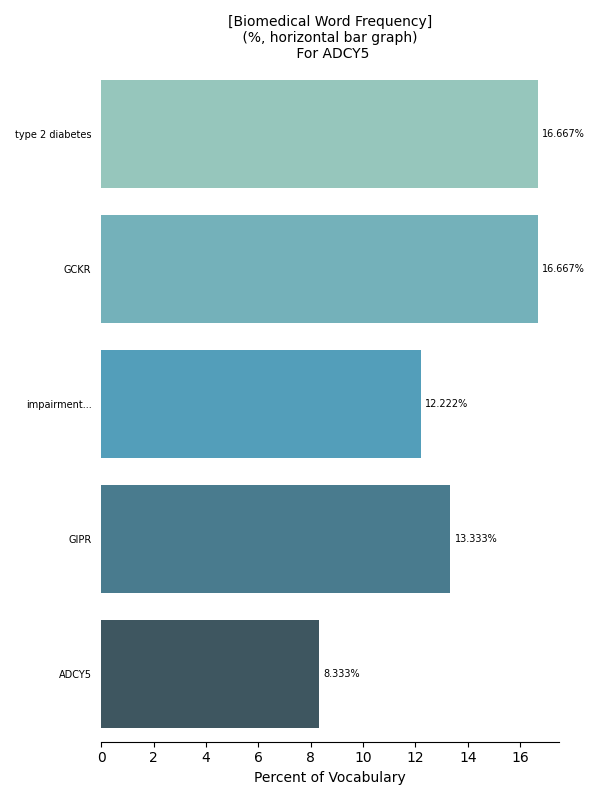 [Biomedical Word Frequency]
(%, horizontal bar graph)
For ADCY5
type 2 diabetes
16.667%
GCKR
16.667%
impairment...
12.222%
GIPR
13.333%
ADCY5
8.333%
0 2 4 6 8 10 12 14 16
Percent of Vocabulary